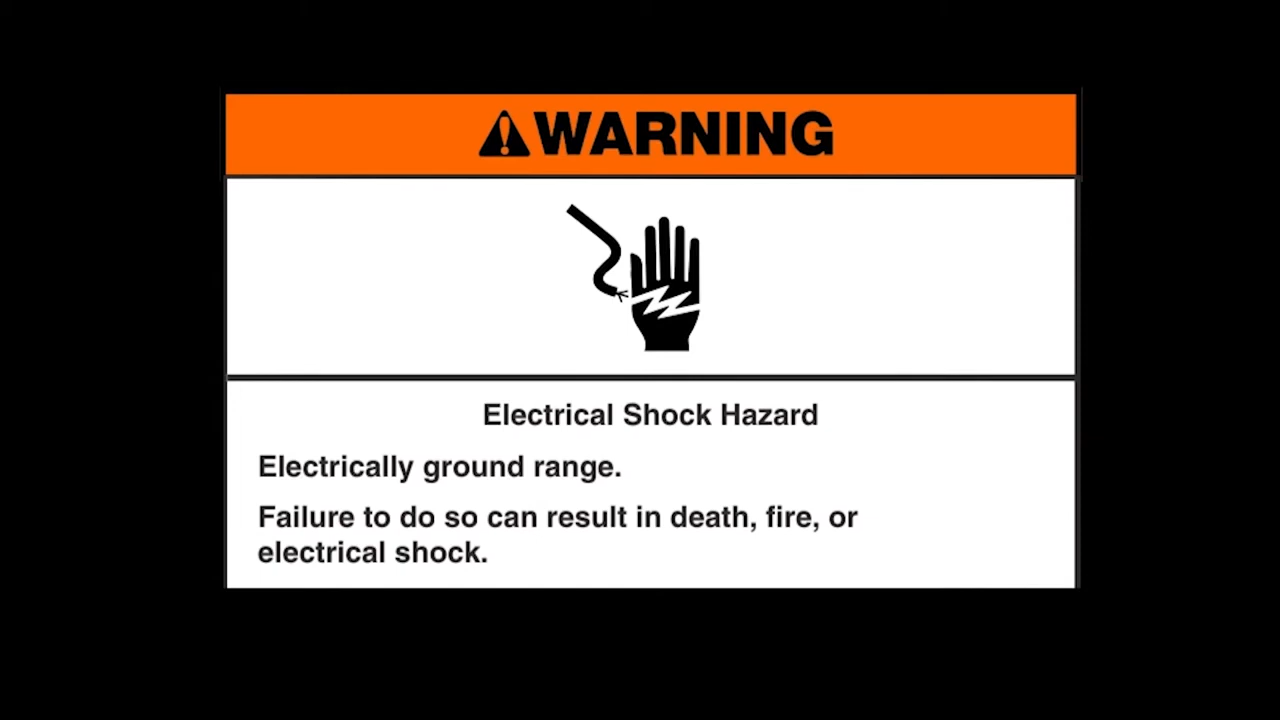 WARNING
Electrical Shock Hazard
Electrically ground range.
Failure to do so can result in death, fire, or
electrical shock.